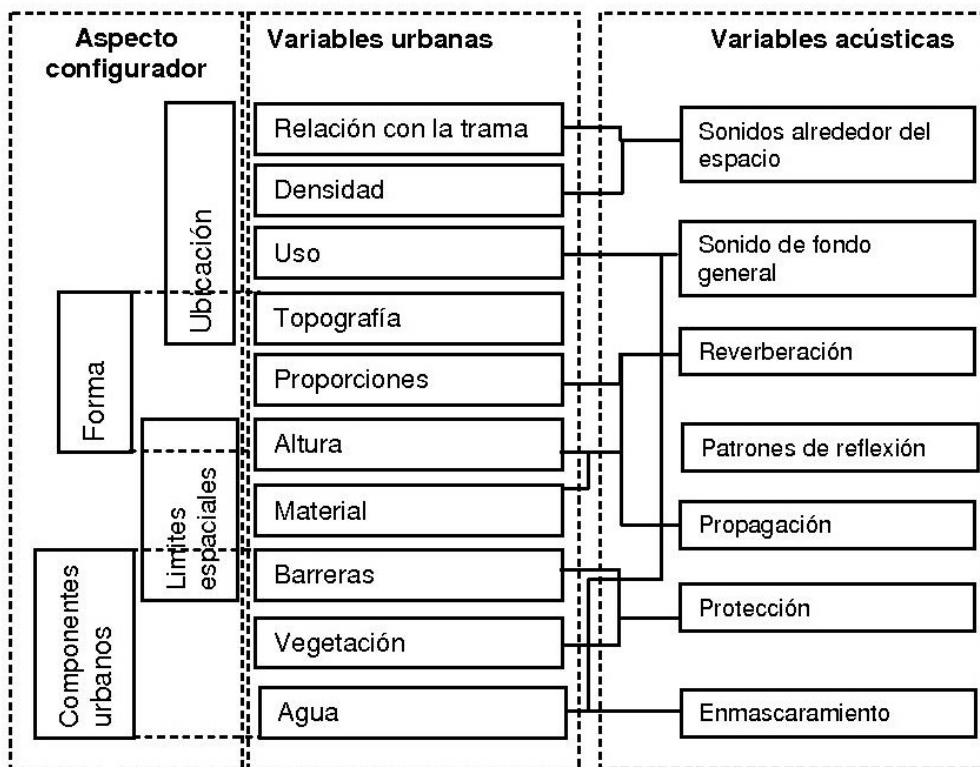 Aspecto
configurador
Variables urbanas
Variables acústicas
Ubicación
Forma
Limites
espaciales
Componentes
urbanos
Relación con la trama
Densidad
Uso
Topografía
Proporciones
Altura
Material
Barreras
Vegetación
Agua
Sonidos alrededor del
espacio
Sonido de fondo
general
Reverberación
Patrones de reflexión
Propagación
Protección
Enmascaramiento